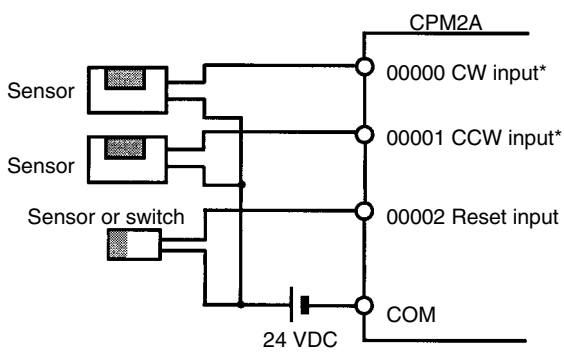 CPM2A
Sensor
00000 CW input*
Sensor
00001 CCW input*
Sensor or switch
00002 Reset input
COM
24 VDC